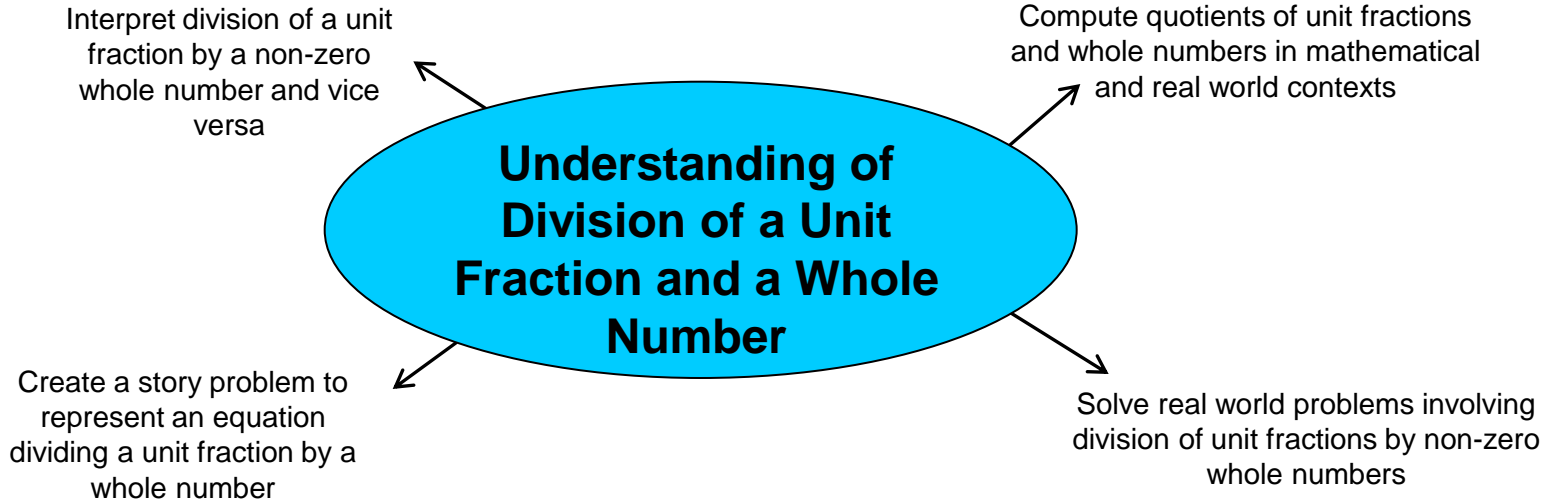 Interpret division of a unit
fraction by a non-zero
whole number and vice
versa
Compute quotients of unit fractions
and whole numbers in mathematical
and real world contexts
Understanding of
Division of a Unit
Fraction and a Whole
Number
Create a story problem to
represent an equation
dividing a unit fraction by a
whole number
Solve real world problems involving
division of unit fractions by non-zero
whole numbers